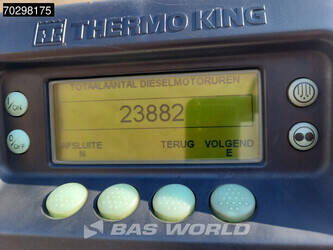 70298175
THERMO KING
TOTAALAANTAL DIESELMOTORUREN
23882
AFSLUITE
N
TERUG
VOLGEND
E
ON
OFF
BAS WORLD